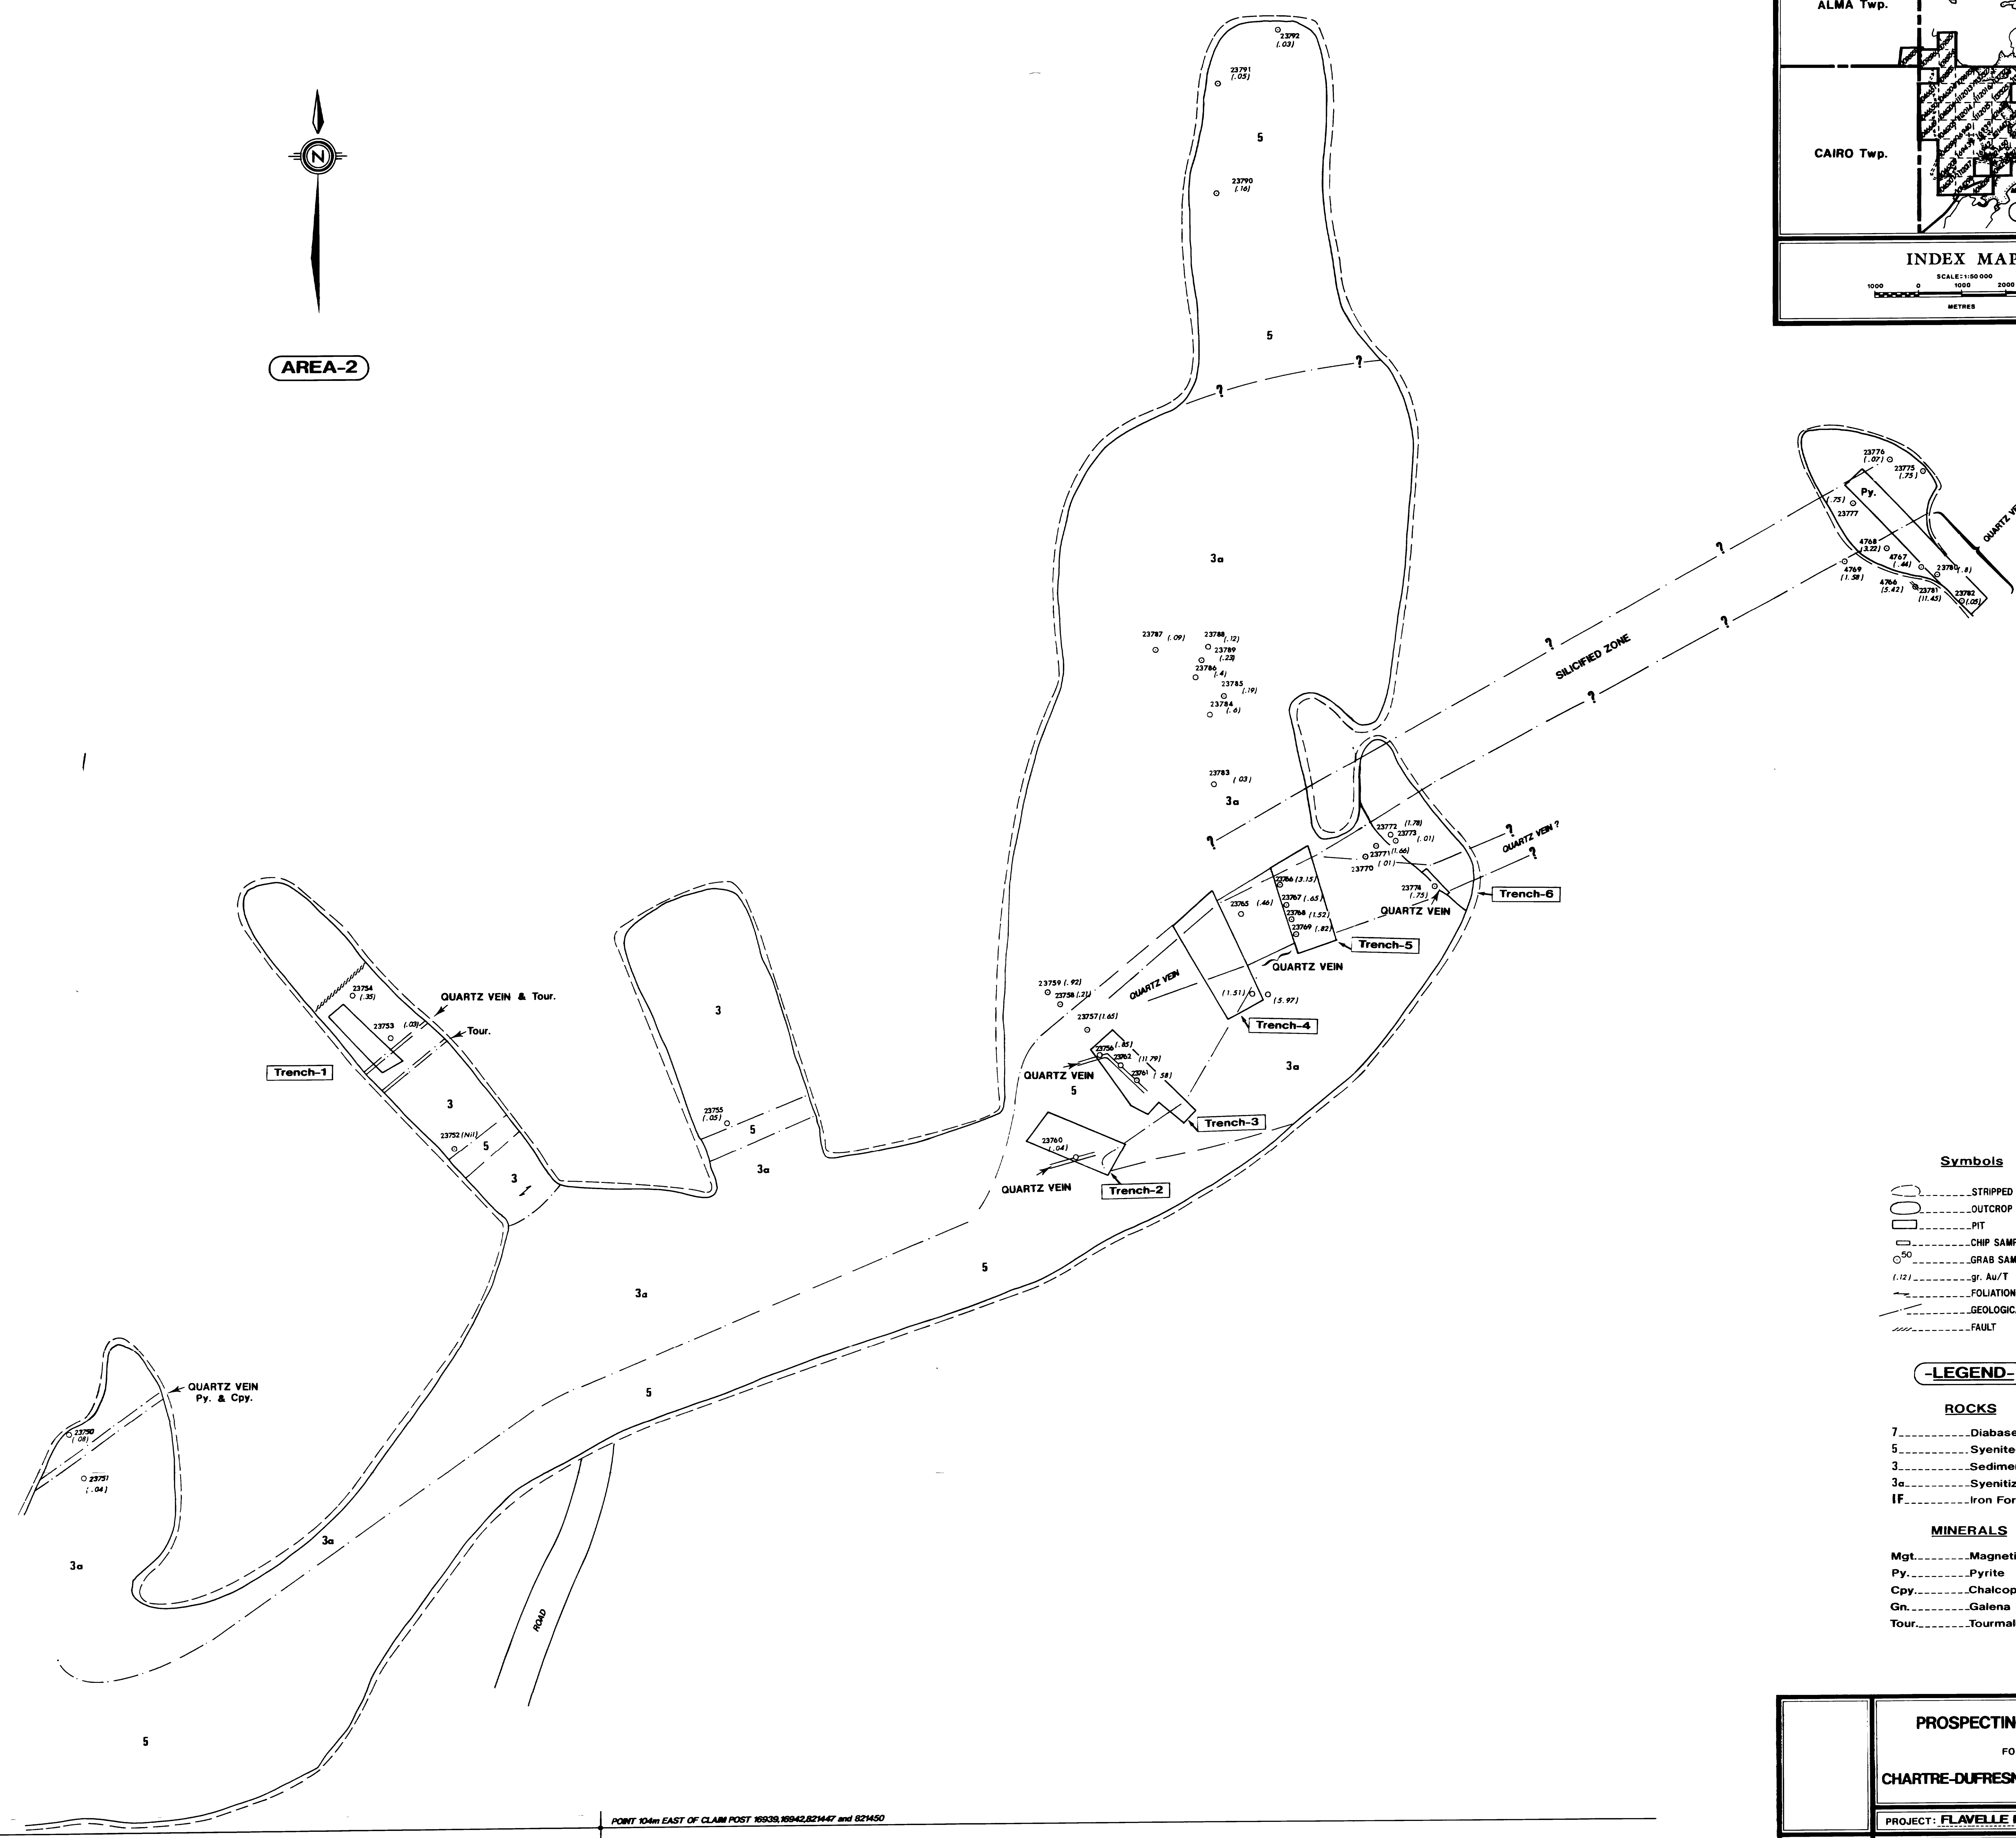 ALMA Twp.
CAIRO Twp.
INDEX MAP
SCALE=1:50 000
1000 0 1000 2000
METRES
N
AREA-2
23792
(.03)
23791
(.05)
5
23790
(.16)
5
?
?
3a
23776
(.07)
23775
(.75)
Py.
(.75)
23777
4768
(3.22)
4767
(.44)
4769
(1.58)
23780 (.8)
4766
(5.42)
23781
(11.45)
23782
(.05)
QUARTZ
?
?
?
?
SILICIFIED ZONE
23787 (.09)
23788 (.12)
23789
(.23)
23786
(.4)
23785
(.19)
23784
(.6)
23783 (.03)
3a
?
23772 (1.78)
23773
(.01)
23771 (1.66)
23770 (.01)
?
QUARTZ VEIN ?
?
23774
(.75)
QUARTZ VEIN
Trench-6
23766 (3.15)
23767 (.65)
23768 (1.52)
23769 (.82)
23765 (.46)
Trench-5
QUARTZ VEIN
QUARTZ VEIN
(1.51) (5.97)
Trench-4
23759 (.92)
23758 (.21)
23757 (1.65)
23756 (.85)
23762 (11.79)
23761 (.58)
QUARTZ VEIN
5
3a
Trench-3
23760
(.04)
QUARTZ VEIN
Trench-2
23754
(.35)
QUARTZ VEIN & Tour.
23753 (.03)
Tour.
Trench-1
3
3
23752 (Nil)
5
3
23755
(.05)
5
3a
3a
5
5
QUARTZ VEIN
Py. & Cpy.
23750
(.08)
23751
(.04)
3a
3a
5
ROAD
POINT 104m EAST OF CLAIM POST 16939,16942,821447 and 821450
Symbols
STRIPPED
OUTCROP
PIT
CHIP
50 GRAB
(.12) gr. Au/T
FOLIATION
FAULT
-LEGEND-
ROCKS
7 Diabase
5 Syenite
3
3a
IF Iron
MINERALS
Mgt.
Py. Pyrite
Cpy.
Gn. Galena
Tour.
PROSPECTIN
FO
CHARTRE-DUFRESN
PROJECT: FLAVELLE